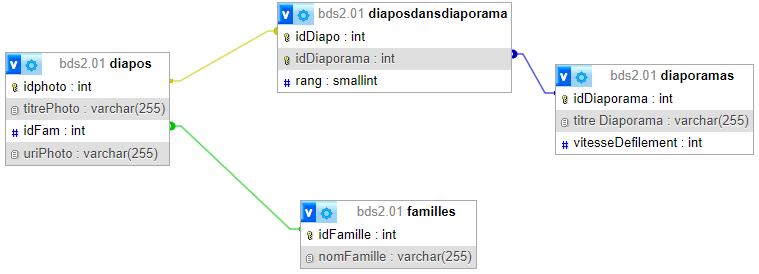 bds2.01 diapos
idphoto : int
titrePhoto : varchar(255)
idFam : int
uriPhoto : varchar(255)
bds2.01 diaposdansdiaporama
idDiapo : int
idDiaporama : int
rang : smallint
bds2.01 diaporamas
idDiaporama : int
titre Diaporama : varchar(255)
vitesseDefilement : int
bds2.01 familles
idFamille : int
nomFamille : varchar(255)